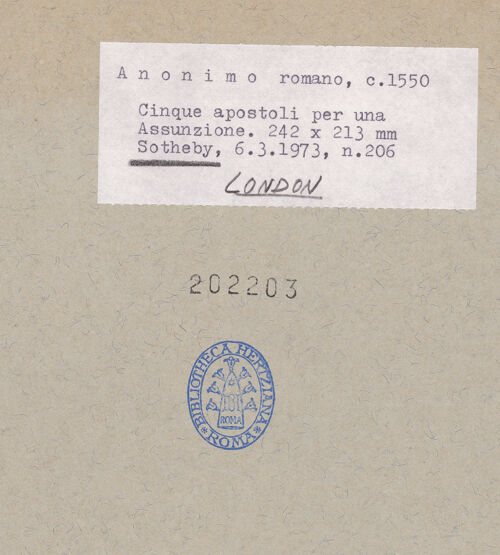 Anonimo romano, c.1550
Cinque apostoli per una
Assunzione. 242 x 213 mm
Sotheby, 6.3.1973, n.206
LONDON
202203
BIBLIOTHECA HERTZIANA
ROMA
ROMA